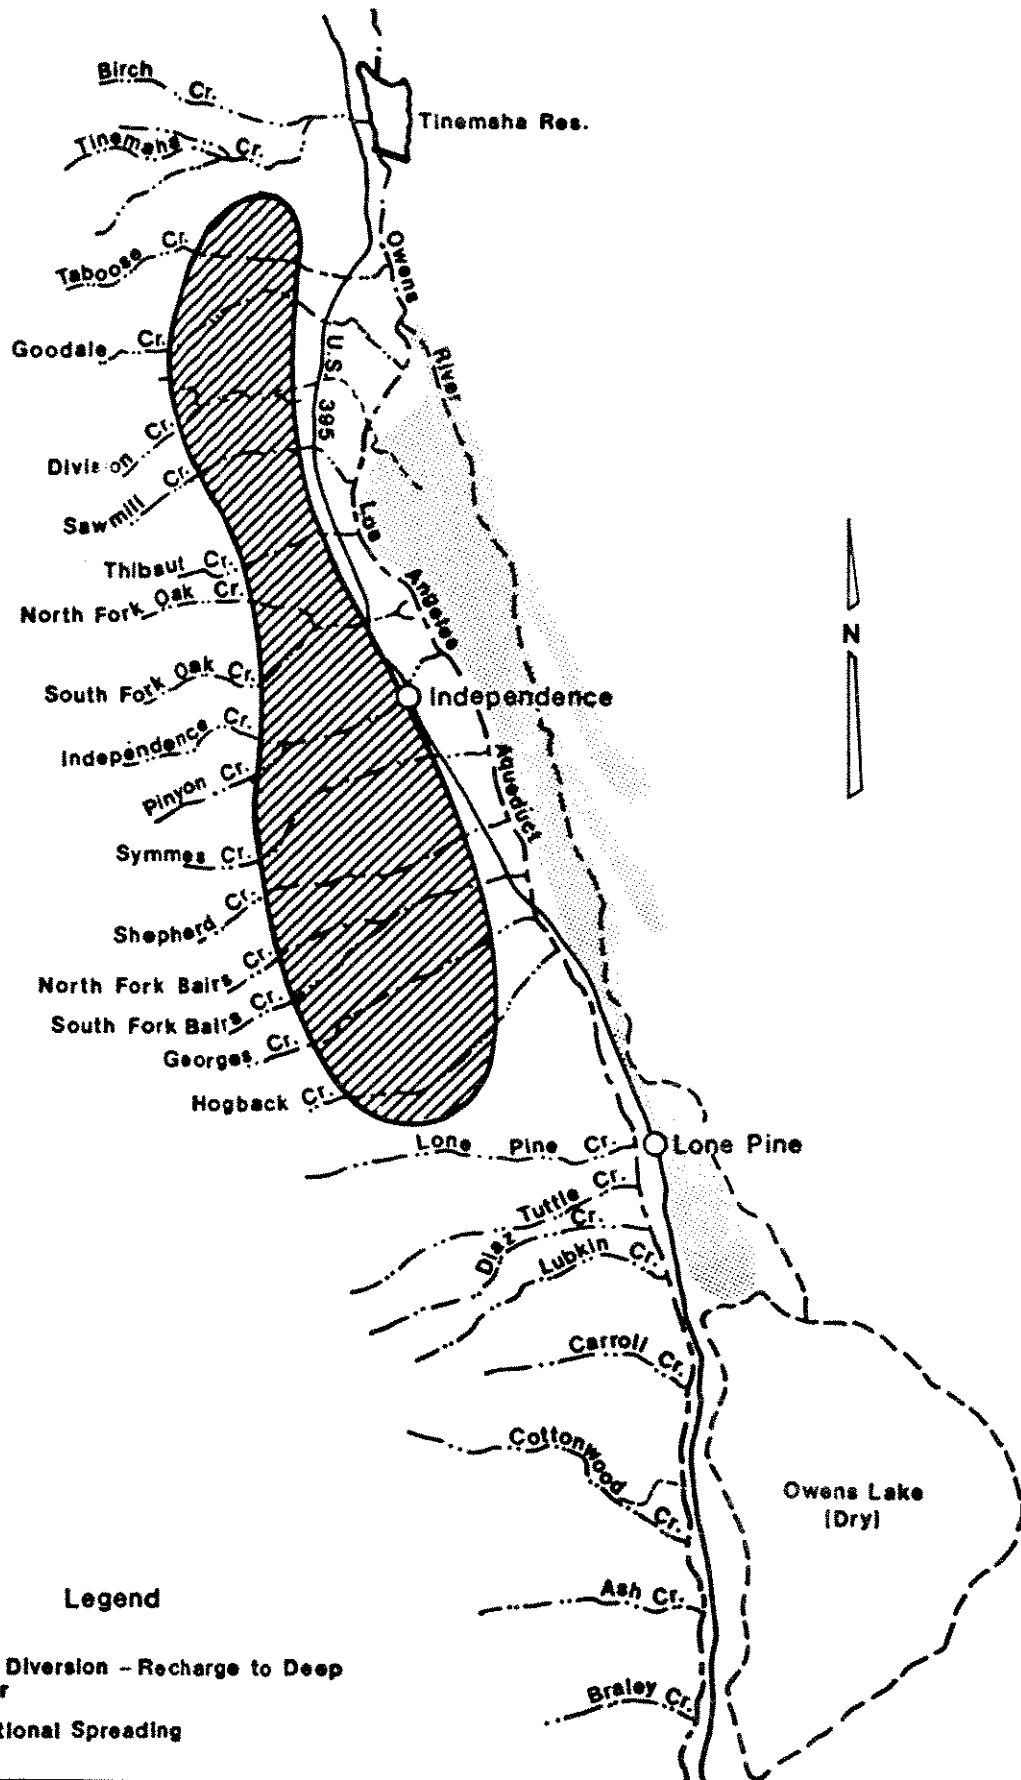 Birch Cr.
Tinemaha Res.
Tinemaha Cr.
Taboose Cr.
Owens River
Goodale Cr.
U.S. 395
Division Cr.
Sawmill Cr.
Los Angeles Aqueduct
Thibaut Cr.
North Fork Oak Cr.
N
South Fork Oak Cr.
Independence
Independence Cr.
Pinyon Cr.
Symmes Cr.
Shepherd Cr.
North Fork Bairs Cr.
South Fork Bairs Cr.
Georges Cr.
Hogback Cr.
Lone Pine Cr.
Lone Pine
Tuttle Cr.
Diaz Cr.
Lubkin Cr.
Carroll Cr.
Cottonwood Cr.
Owens Lake
(Dry)
Ash Cr.
Braley Cr.
Legend
Diversion – Recharge to Deep
r
tional Spreading